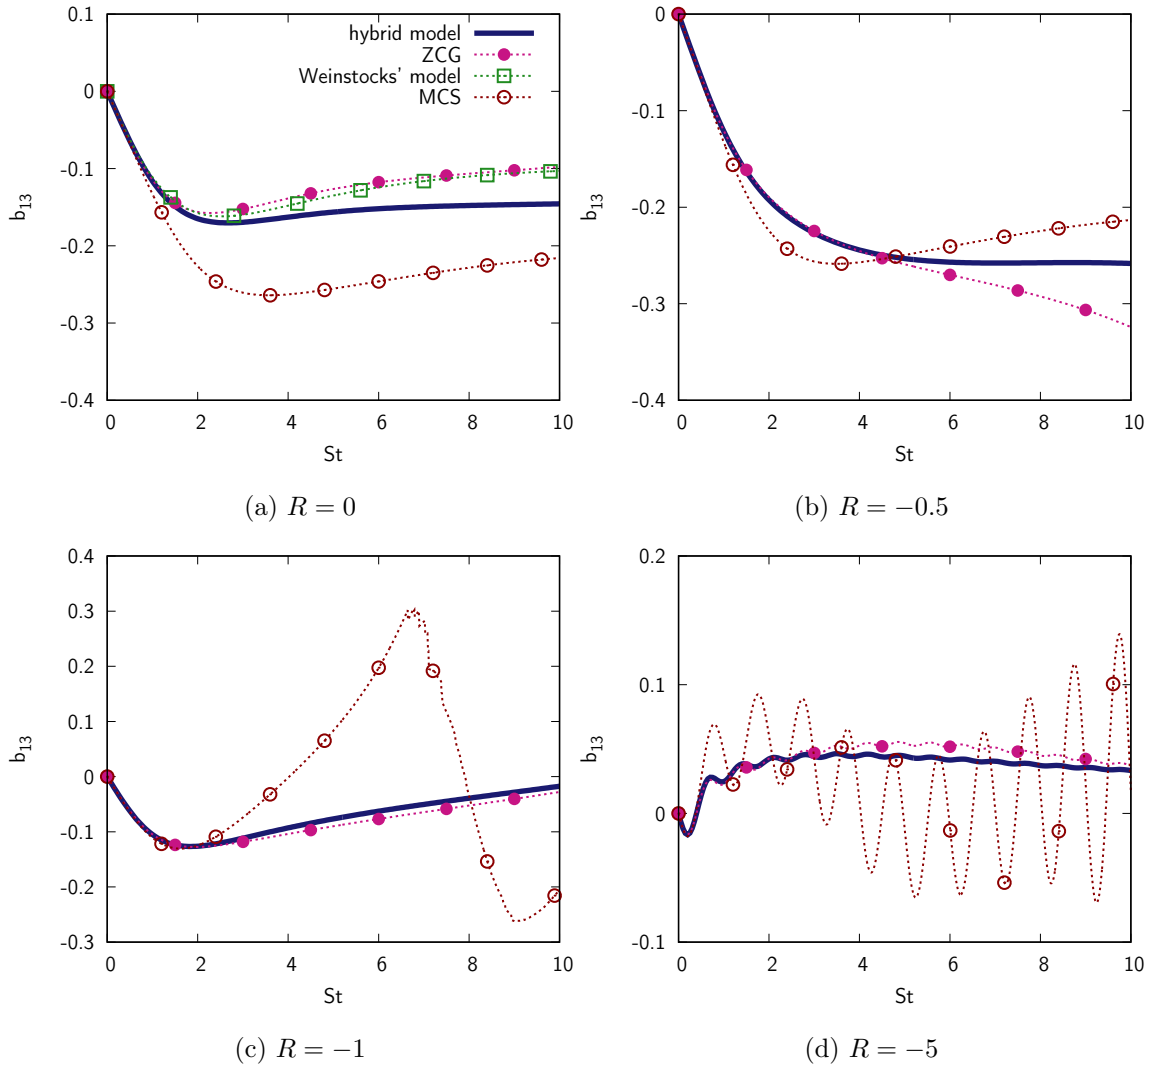 0.1
0
-0.1
-0.2
-0.3
-0.4
b13
0 2 4 6 8 10
St
hybrid model
ZCG
Weinstocks' model
MCS
(a) R = 0
0
-0.1
-0.2
-0.3
-0.4
b13
0 2 4 6 8 10
St
(b) R = −0.5
0.4
0.3
0.2
0.1
0
-0.1
-0.2
-0.3
b13
0 2 4 6 8 10
St
(c) R = −1
0.2
0.1
0
-0.1
b13
0 2 4 6 8 10
St
(d) R = −5